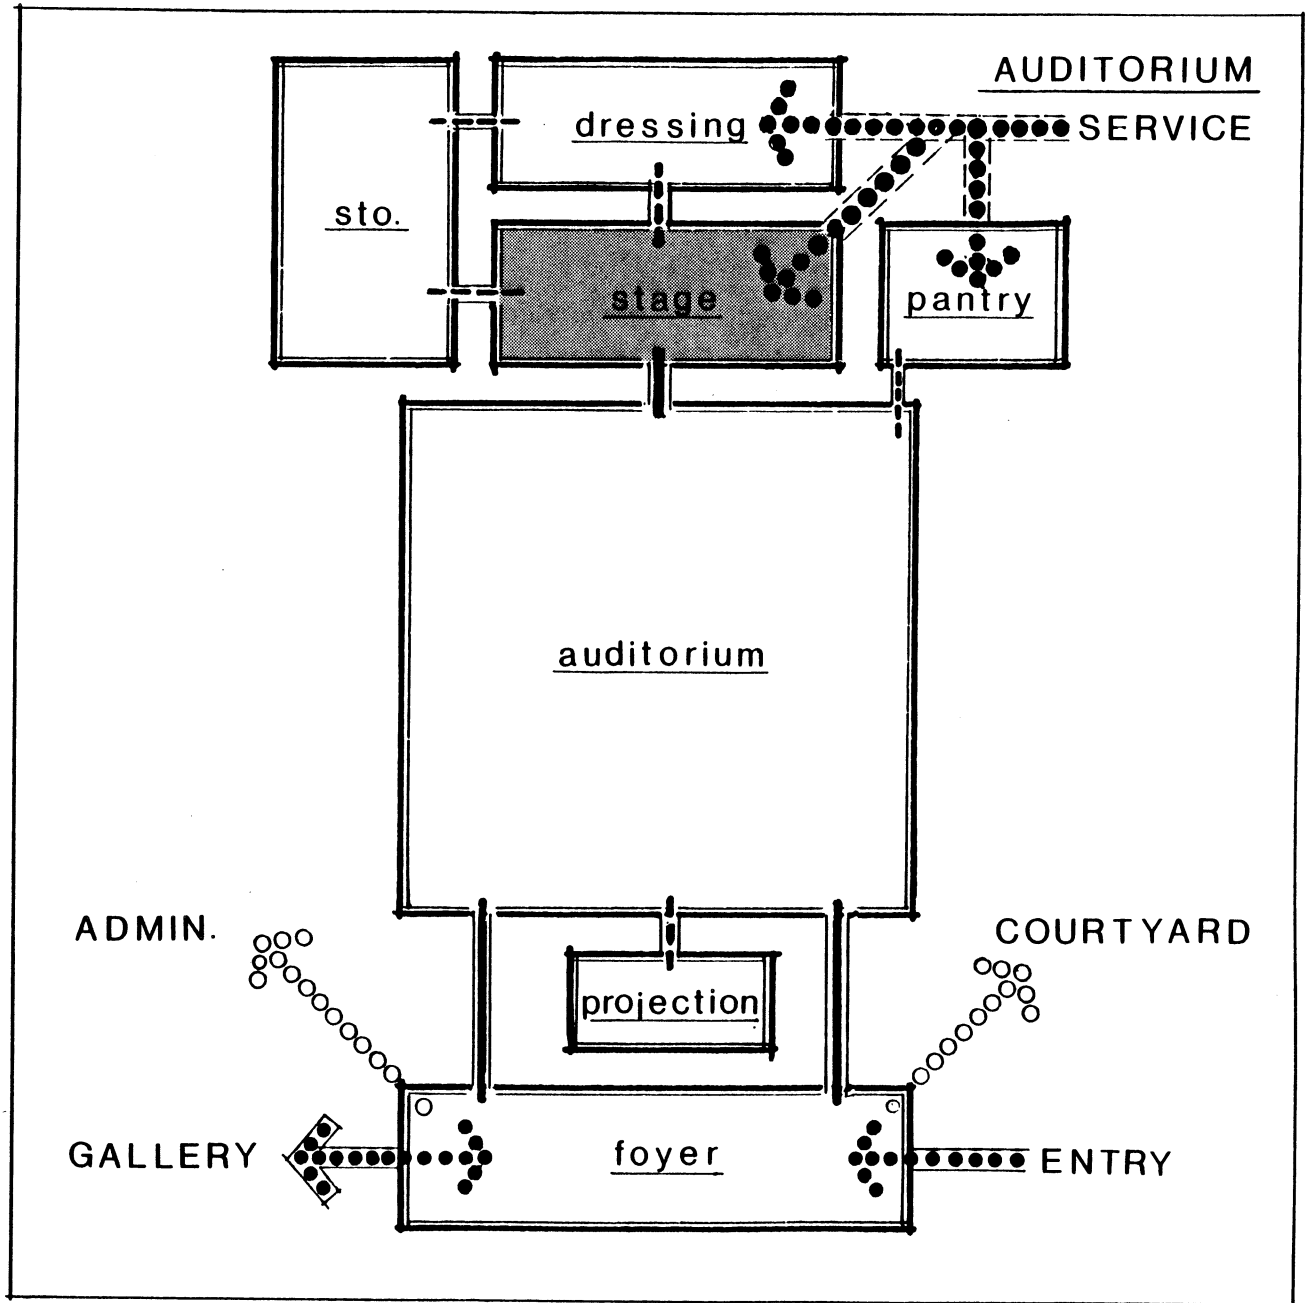 AUDITORIUM
dressing
SERVICE
sto.
stage
pantry
auditorium
ADMIN.
COURTYARD
projection
GALLERY
foyer
ENTRY